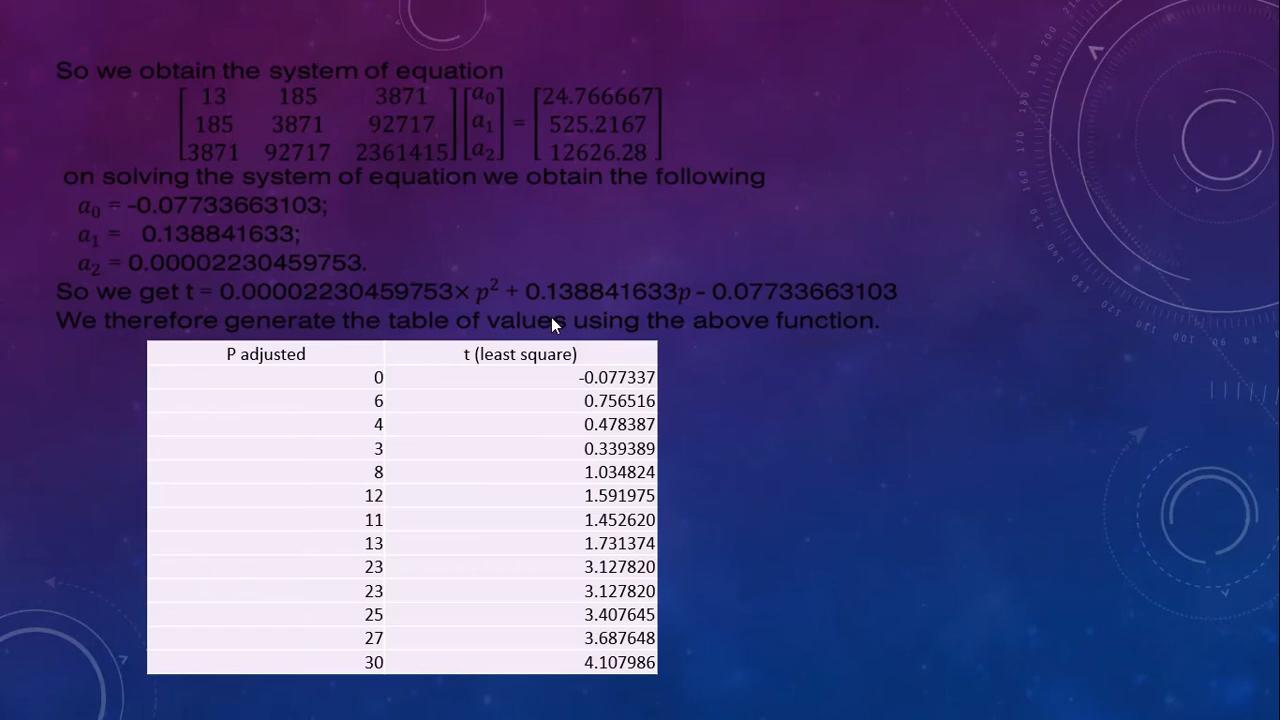 So we obtain the system of equation
[13 185 3871] [a₀] [24.766667]
[185 3871 92717] [a₁] = [525.2167]
[3871 92717 2361415] [a₂] [12626.28]
on solving the system of equation we obtain the following
a₀ = -0.07733663103;
a₁ = 0.138841633;
a₂ = 0.00002230459753.
So we get t = 0.00002230459753× p² + 0.138841633p - 0.07733663103
We therefore generate the table of values using the above function.
P adjusted t (least square)
0 -0.077337
6 0.756516
4 0.478387
3 0.339389
8 1.034824
12 1.591975
11 1.452620
13 1.731374
23 3.127820
23 3.127820
25 3.407645
27 3.687648
30 4.107986